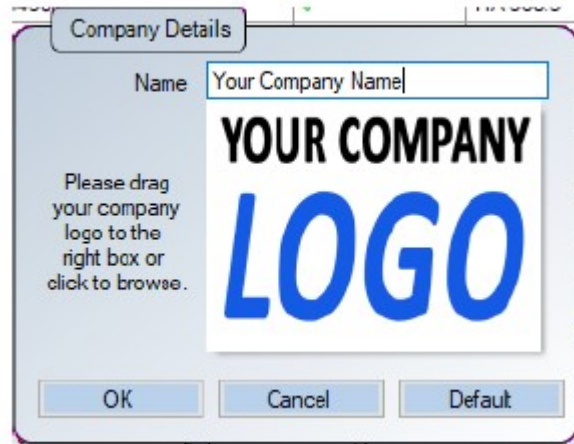 Company Details
Name
Your Company Name
YOUR COMPANY
LOGO
Please drag
your company
logo to the
right box or
click to browse.
OK
Cancel
Default